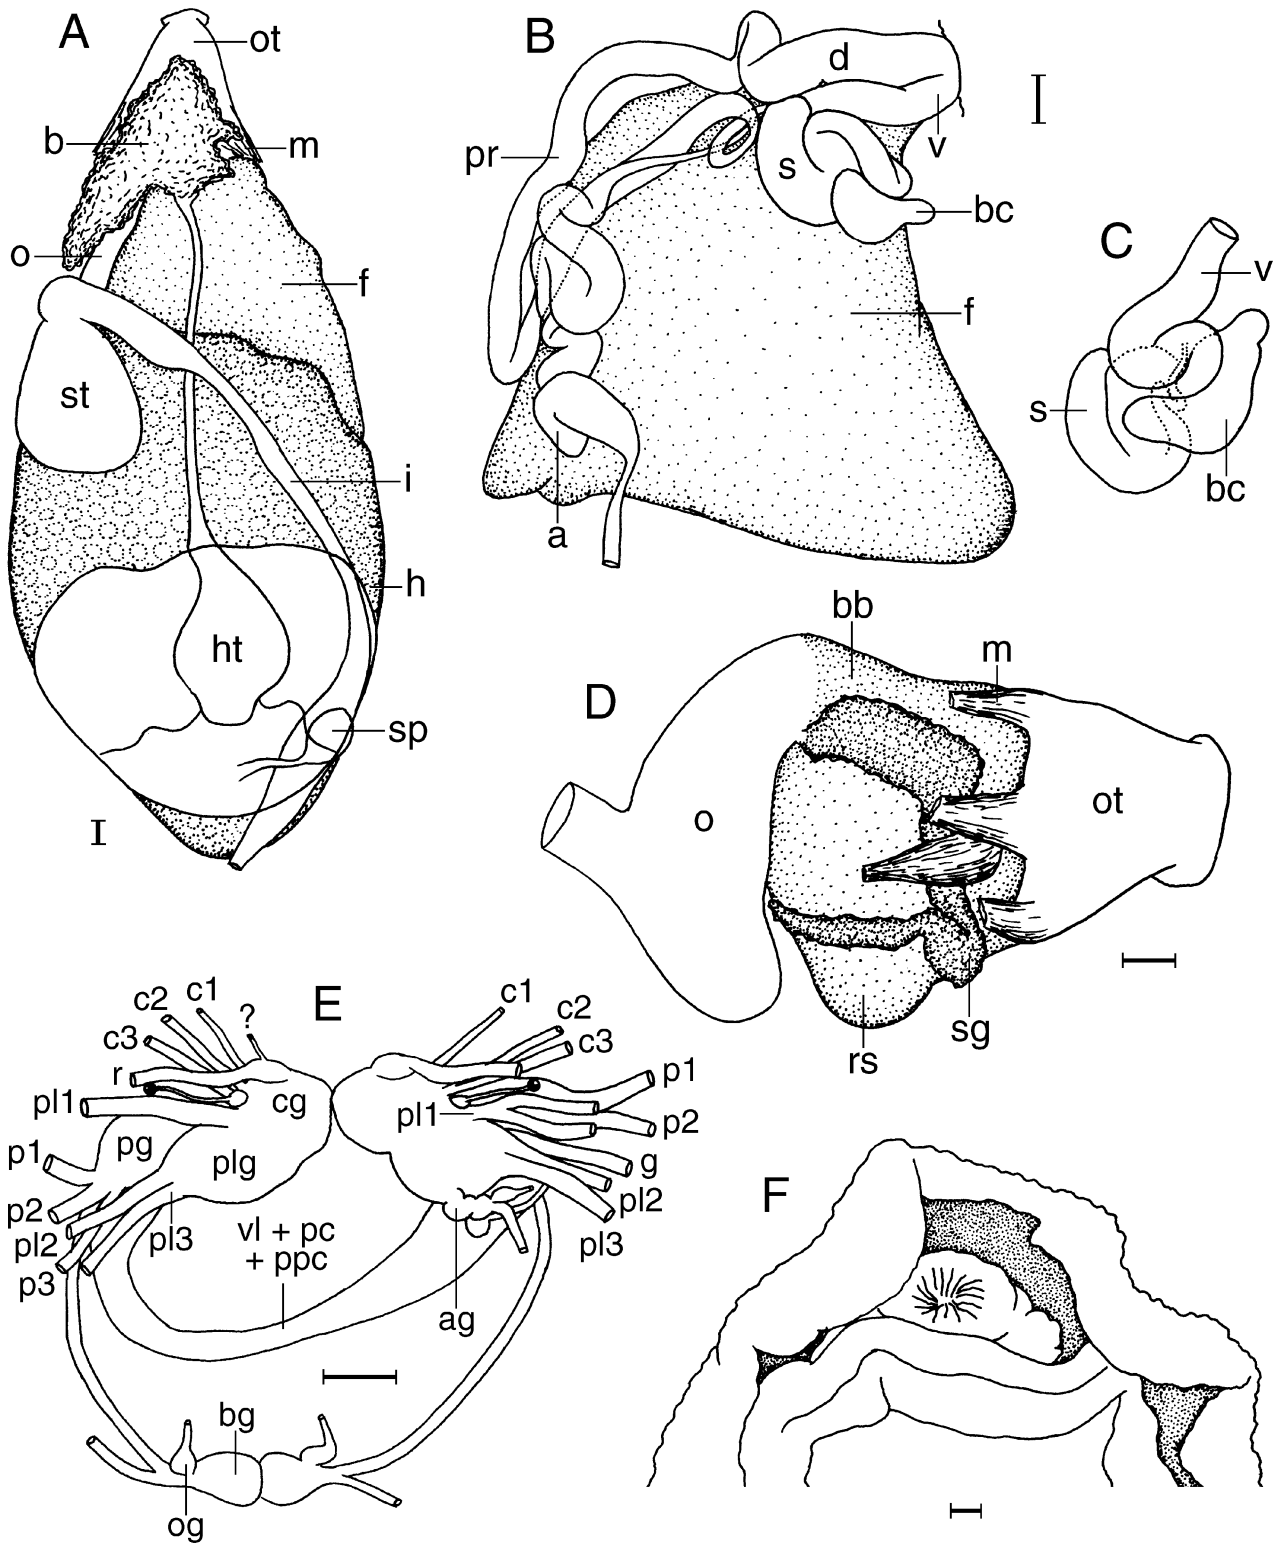 A
ot
b
m
o
f
st
i
h
ht
sp
B
d
pr
v
s
bc
f
a
C
v
s
bc
D
bb
m
o
ot
rs
sg
E
c1
c2
c3
?
r
pl1
cg
pg
p1
plg
p2
pl2
pl3
p3
c1
c2
c3
p1
pl1
p2
g
pl2
pl3
vl + pc
+ ppc
ag
bg
og
F